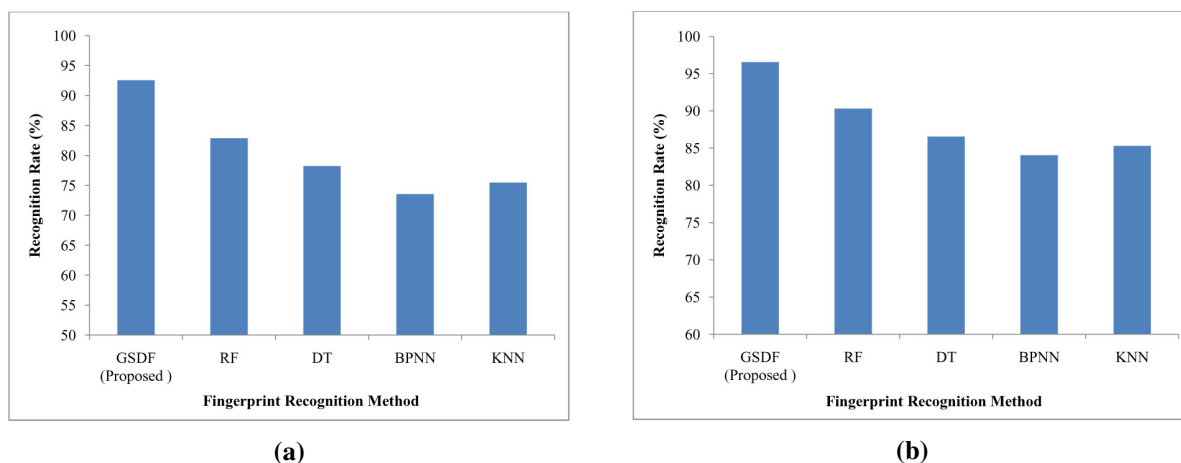 100
95
90
85
80
75
70
65
60
55
50
Recognition Rate (%)
GSDF RF DT BPNN KNN
(Proposed )
Fingerprint Recognition Method
(a)
100
95
90
85
80
75
70
65
60
Recognition Rate (%)
GSDF RF DT BPNN KNN
(Proposed )
Fingerprint Recognition Method
(b)